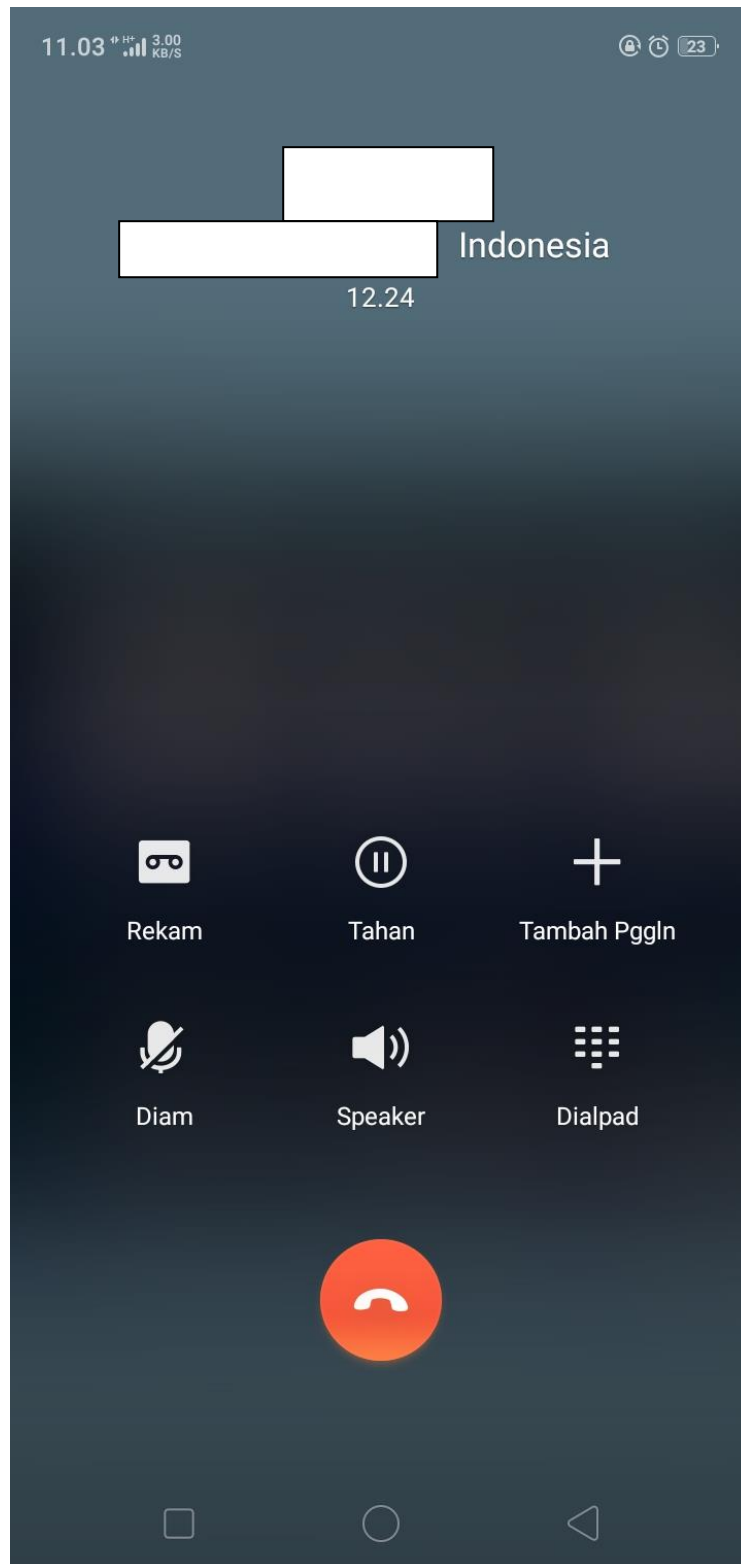 11.03 H+ 3.00 KB/S 23
Indonesia
12.24
Rekam Tahan Tambah Pggln
Diam Speaker Dialpad